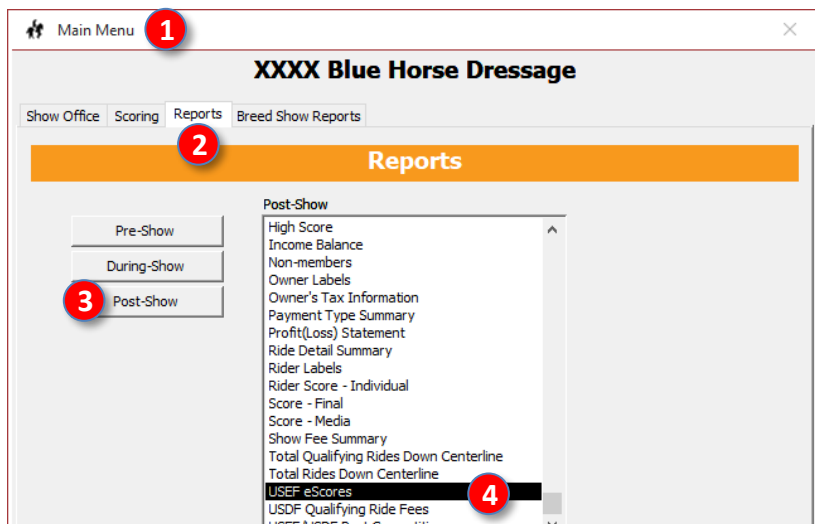 Main Menu 1
XXXX Blue Horse Dressage
Show Office Scoring Reports Breed Show Reports
2
Reports
Post-Show
Pre-Show
During-Show
3 Post-Show
High Score
Income Balance
Non-members
Owner Labels
Owner's Tax Information
Payment Type Summary
Profit(Loss) Statement
Ride Detail Summary
Rider Labels
Rider Score - Individual
Score - Final
Score - Media
Show Fee Summary
Total Qualifying Rides Down Centerline
Total Rides Down Centerline
USEF eScores 4
USDF Qualifying Ride Fees